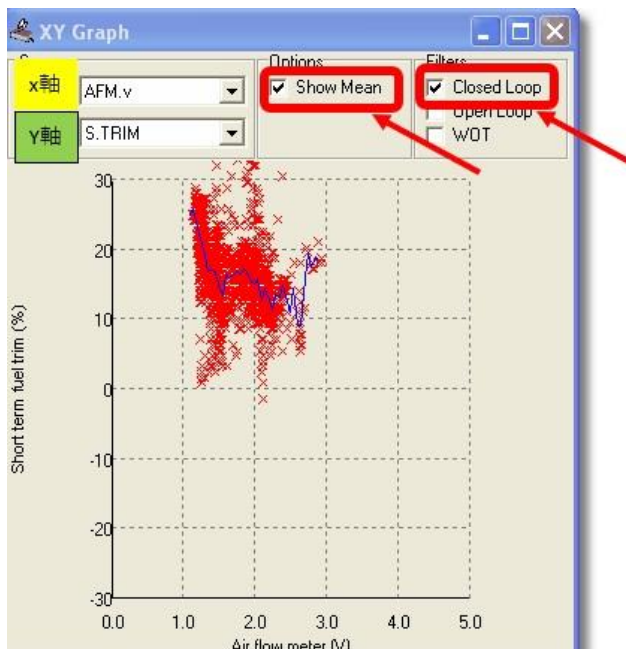 XY Graph
Options
Filters
x軸
AFM.v
Show Mean
Closed Loop
Open Loop
Y軸
S.TRIM
WOT
30
20
10
0
-10
-20
-30
Short term fuel trim (%)
0.0 1.0 2.0 3.0 4.0 5.0
Air flow meter (V)